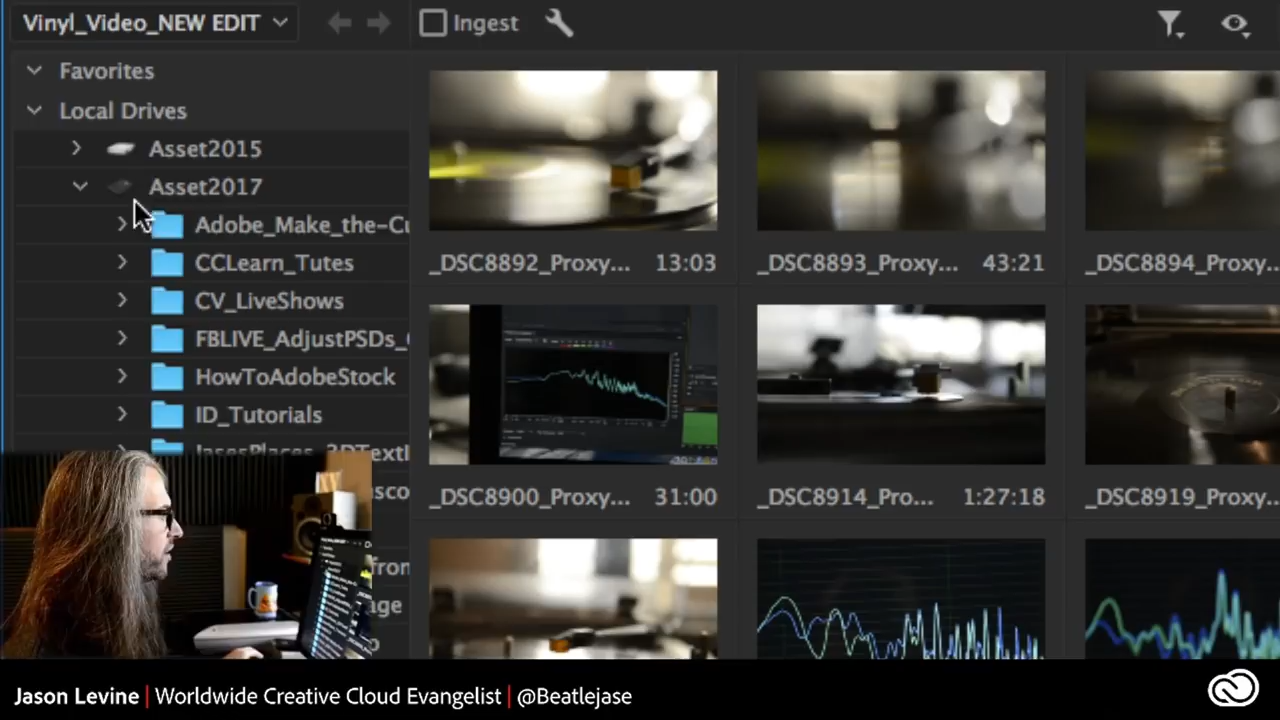 Vinyl_Video_NEW EDIT
Ingest
Favorites
Local Drives
Asset2015
Asset2017
Adobe_Make_the-Cu
CCLearn_Tutes
CV_LiveShows
FBLIVE_AdjustPSDs_
HowToAdobeStock
ID_Tutorials
_DSC8892_Proxy... 13:03
_DSC8893_Proxy... 43:21
_DSC8894_Proxy..
_DSC8900_Proxy... 31:00
_DSC8914_Pro... 1:27:18
_DSC8919_Proxy..
Jason Levine | Worldwide Creative Cloud Evangelist | @Beatlejase